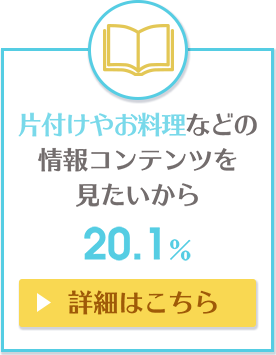 片付けやお料理などの
情報コンテンツを
見たいから
20.1%
詳細はこちら